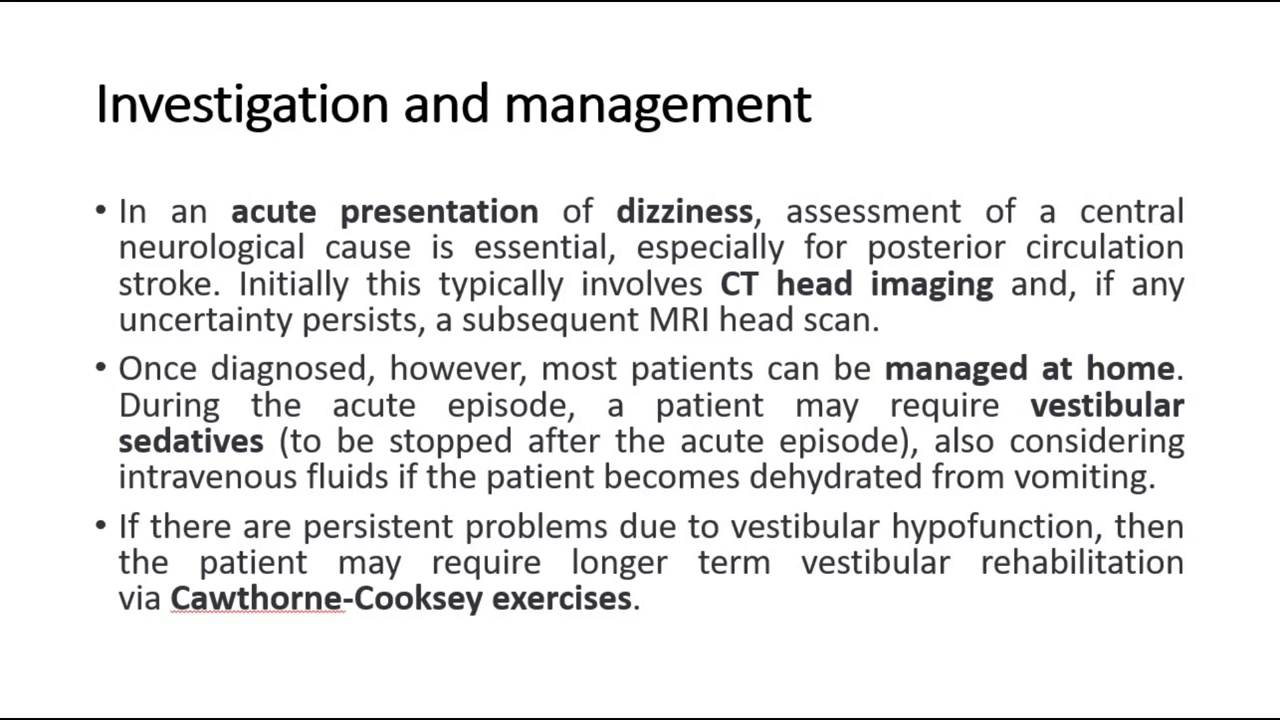 Investigation and management
• In an acute presentation of dizziness, assessment of a central
neurological cause is essential, especially for posterior circulation
stroke. Initially this typically involves CT head imaging and, if any
uncertainty persists, a subsequent MRI head scan.
• Once diagnosed, however, most patients can be managed at home.
During the acute episode, a patient may require vestibular
sedatives (to be stopped after the acute episode), also considering
intravenous fluids if the patient becomes dehydrated from vomiting.
• If there are persistent problems due to vestibular hypofunction, then
the patient may require longer term vestibular rehabilitation
via Cawthorne-Cooksey exercises.